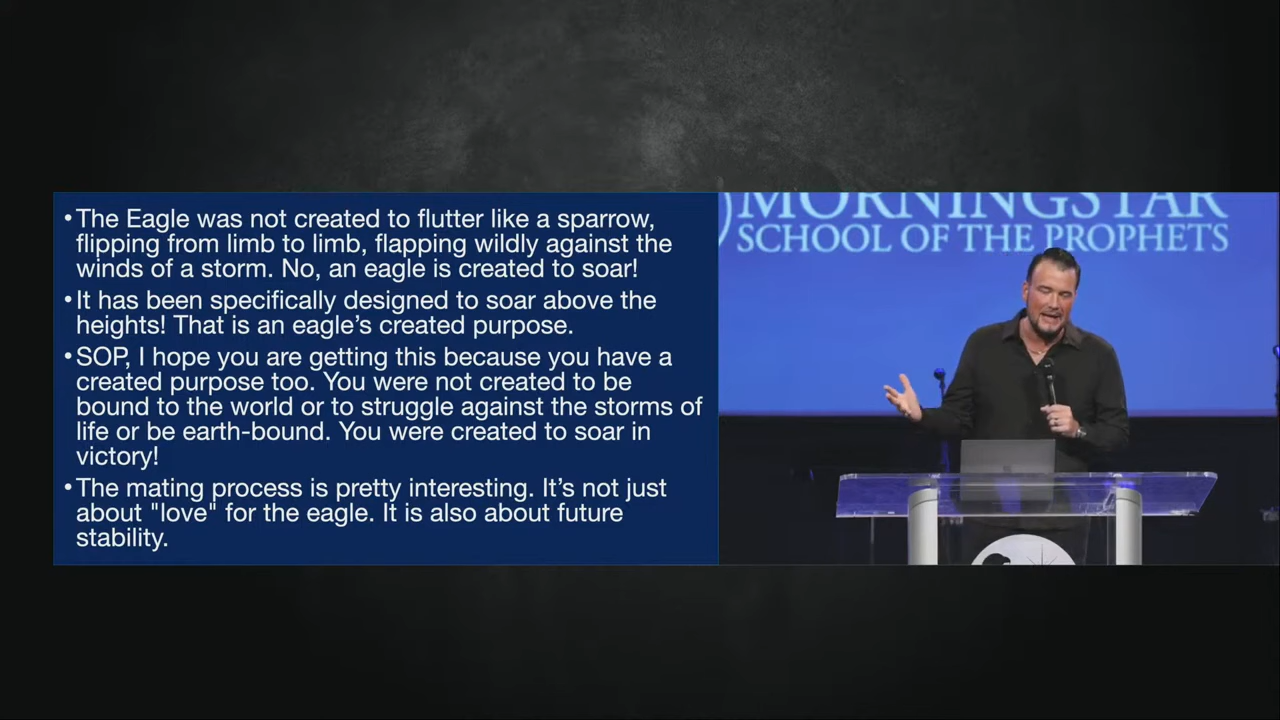 •The Eagle was not created to flutter like a sparrow,
flipping from limb to limb, flapping wildly against the
winds of a storm. No, an eagle is created to soar!
•It has been specifically designed to soar above the
heights! That is an eagle’s created purpose.
•SOP, I hope you are getting this because you have a
created purpose too. You were not created to be
bound to the world or to struggle against the storms of
life or be earth-bound. You were created to soar in
victory!
•The mating process is pretty interesting. It’s not just
about "love" for the eagle. It is also about future
stability.
MORNINGSTAR
SCHOOL OF THE PROPHETS